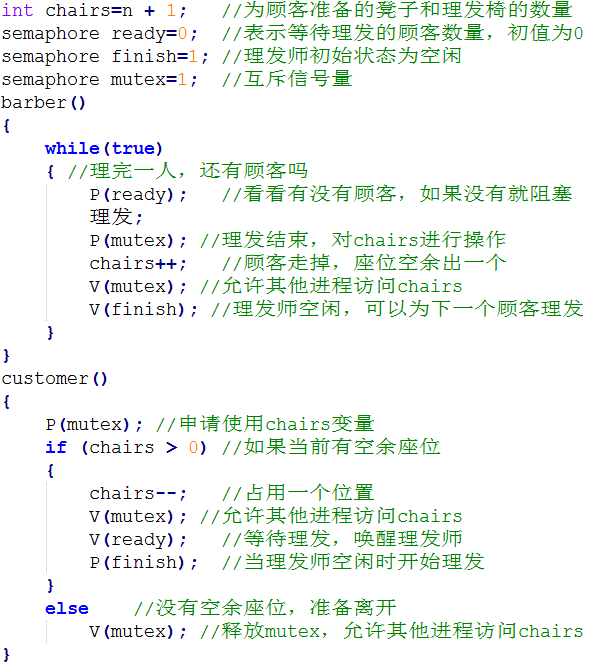 int chairs=n + 1;   //为顾客准备的凳子和理发椅的数量
semaphore ready=0;  //表示等待理发的顾客数量，初值为0
semaphore finish=1; //理发师初始状态为空闲
semaphore mutex=1;  //互斥信号量
barber()
{
    while(true)
    { //理完一人，还有顾客吗
        P(ready);   //看看有没有顾客，如果没有就阻塞
        理发;
        P(mutex); //理发结束，对chairs进行操作
        chairs++;   //顾客走掉，座位空余出一个
        V(mutex); //允许其他进程访问chairs
        V(finish); //理发师空闲，可以为下一个顾客理发
    }
}
customer()
{
    P(mutex); //申请使用chairs变量
    if (chairs > 0) //如果当前有空余座位
    {
        chairs--;   //占用一个位置
        V(mutex); //允许其他进程访问chairs
        V(ready);   //等待理发，唤醒理发师
        P(finish);  //当理发师空闲时开始理发
    }
    else    //没有空余座位，准备离开
        V(mutex); //释放mutex，允许其他进程访问chairs
}